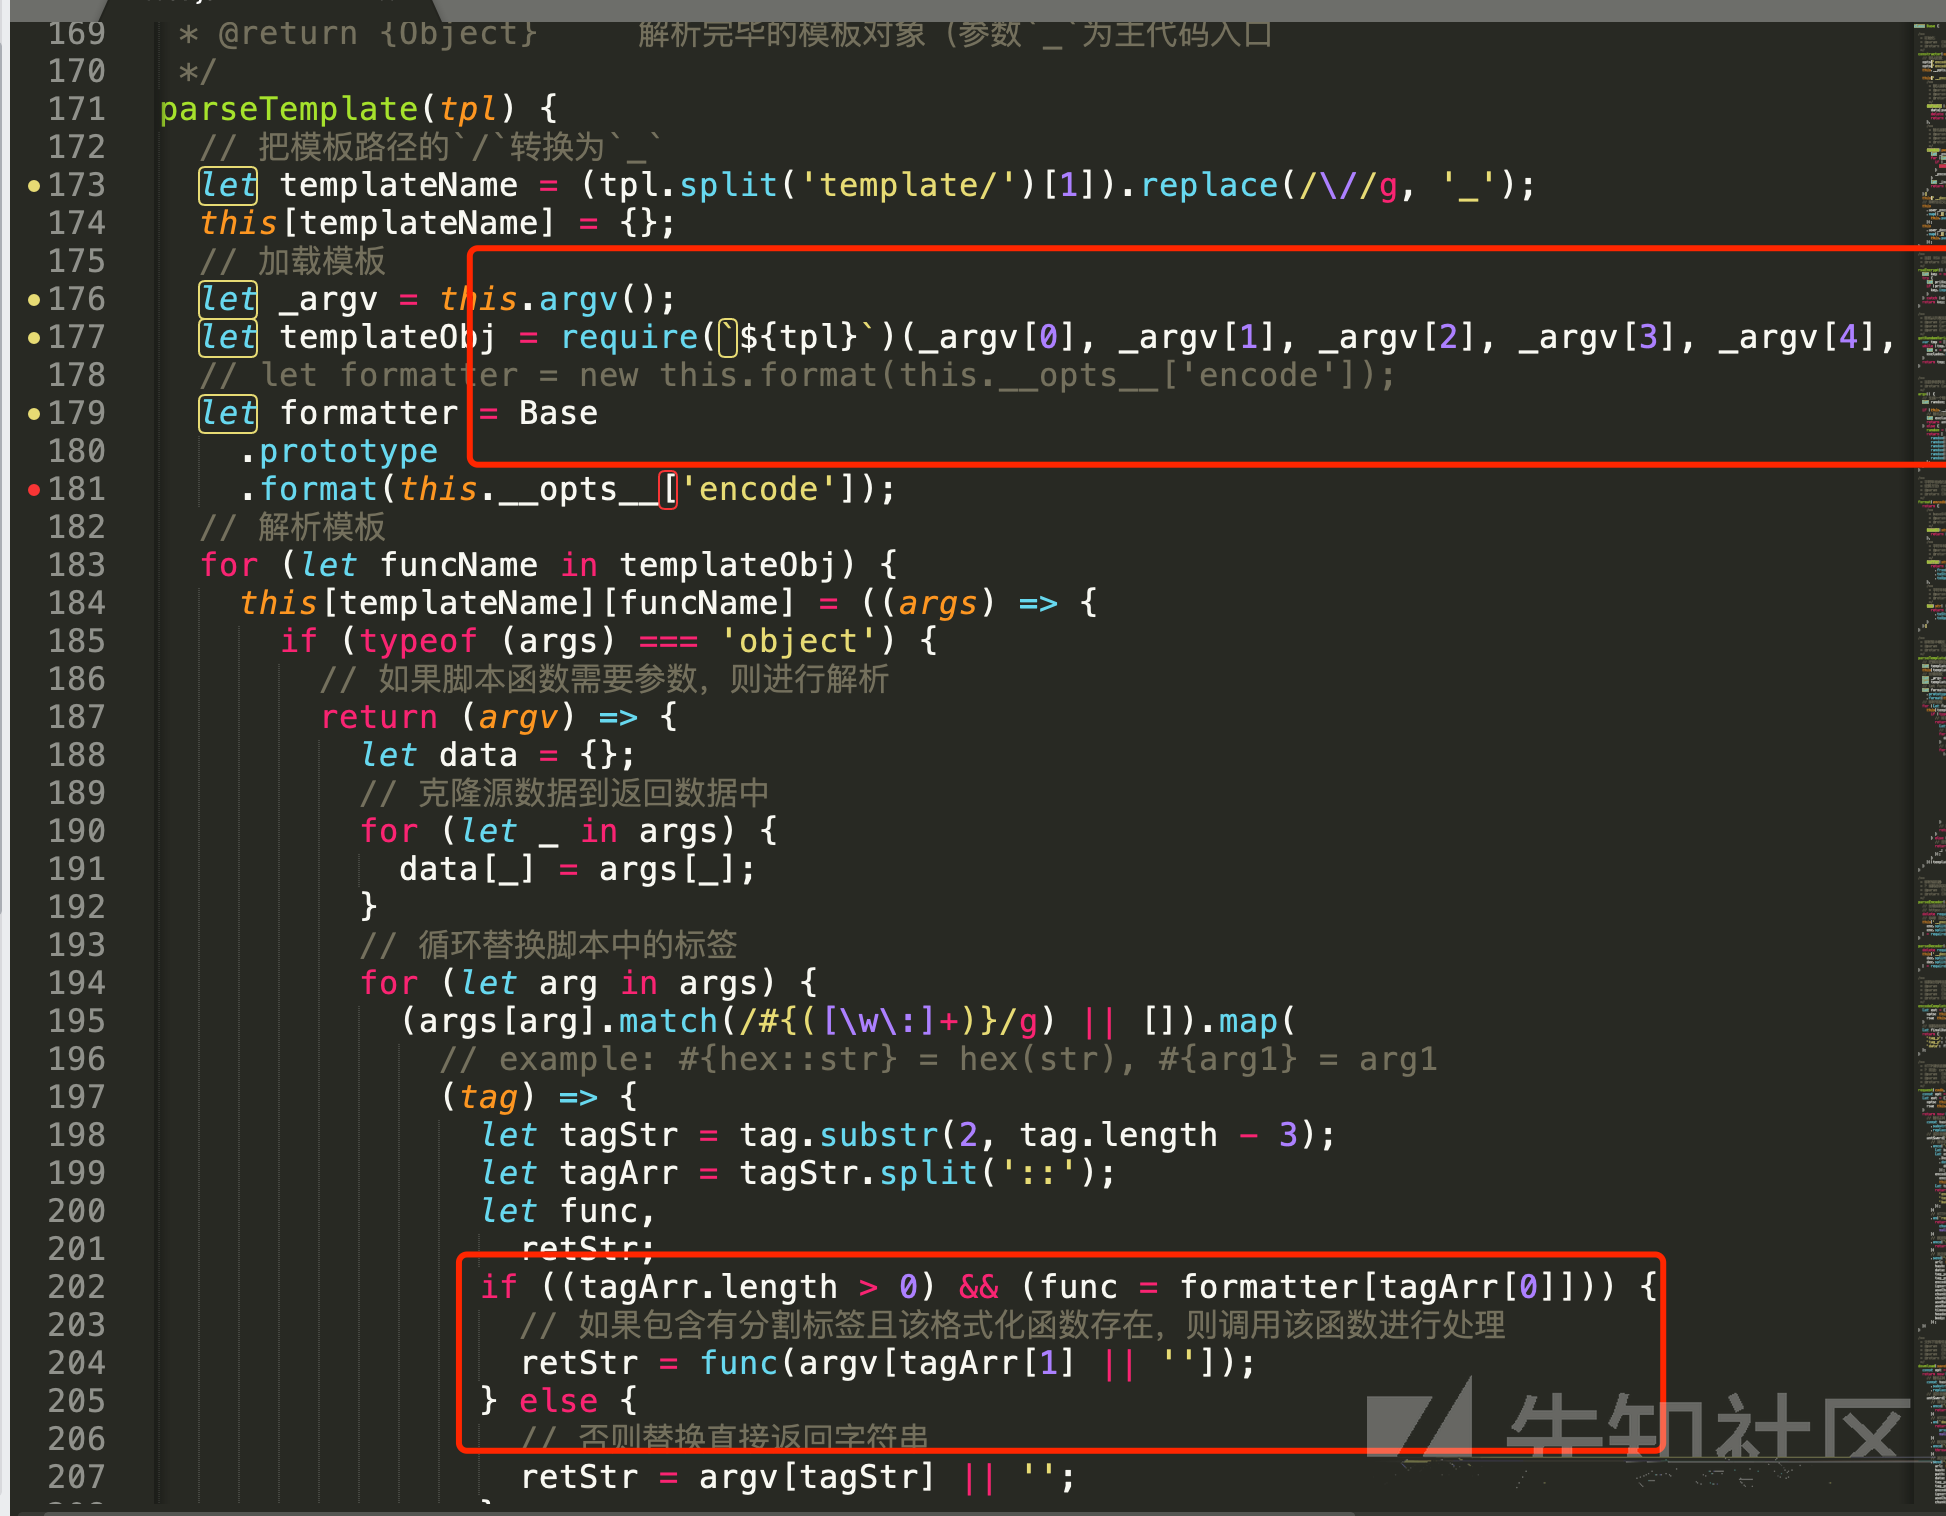 169 * @return {Object} 解析完毕的模板对象（参数`_`为主代码入口
170 */
171 parseTemplate(tpl) {
172 // 把模板路径的`/`转换为`_`
173 let templateName = (tpl.split('template/')[1]).replace(/\//g, '_');
174 this[templateName] = {};
175 // 加载模板
176 let _argv = this.argv();
177 let templateObj = require(`${tpl}`)(_argv[0], _argv[1], _argv[2], _argv[3], _argv[4],
178 // let formatter = new this.format(this.__opts__['encode']);
179 let formatter = Base
180 .prototype
181 .format(this.__opts__['encode']);
182 // 解析模板
183 for (let funcName in templateObj) {
184 this[templateName][funcName] = ((args) => {
185 if (typeof (args) === 'object') {
186 // 如果脚本函数需要参数，则进行解析
187 return (argv) => {
188 let data = {};
189 // 克隆源数据到返回数据中
190 for (let _ in args) {
191 data[_] = args[_];
192 }
193 // 循环替换脚本中的标签
194 for (let arg in args) {
195 (args[arg].match(/#{([\w\:]+)}/g) || []).map(
196 // example: #{hex::str} = hex(str), #{arg1} = arg1
197 (tag) => {
198 let tagStr = tag.substr(2, tag.length - 3);
199 let tagArr = tagStr.split('::');
200 let func,
201 retStr;
202 if ((tagArr.length > 0) && (func = formatter[tagArr[0]])) {
203 // 如果包含有分割标签且该格式化函数存在，则调用该函数进行处理
204 retStr = func(argv[tagArr[1] || '']);
205 } else {
206 // 否则替换直接返回字符串
207 retStr = argv[tagStr] || '';
先知社区